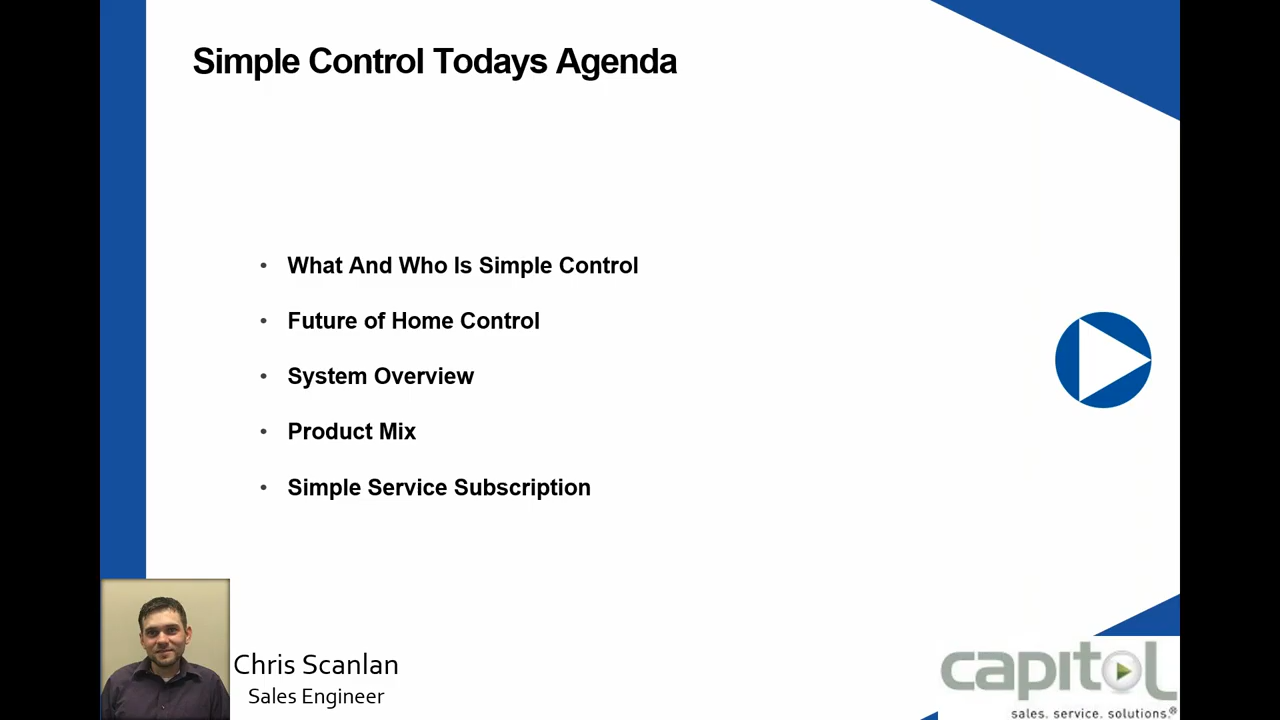 Simple Control Todays Agenda
• What And Who Is Simple Control
• Future of Home Control
• System Overview
• Product Mix
• Simple Service Subscription
Chris Scanlan
Sales Engineer
capitol
sales. service. solutions.®